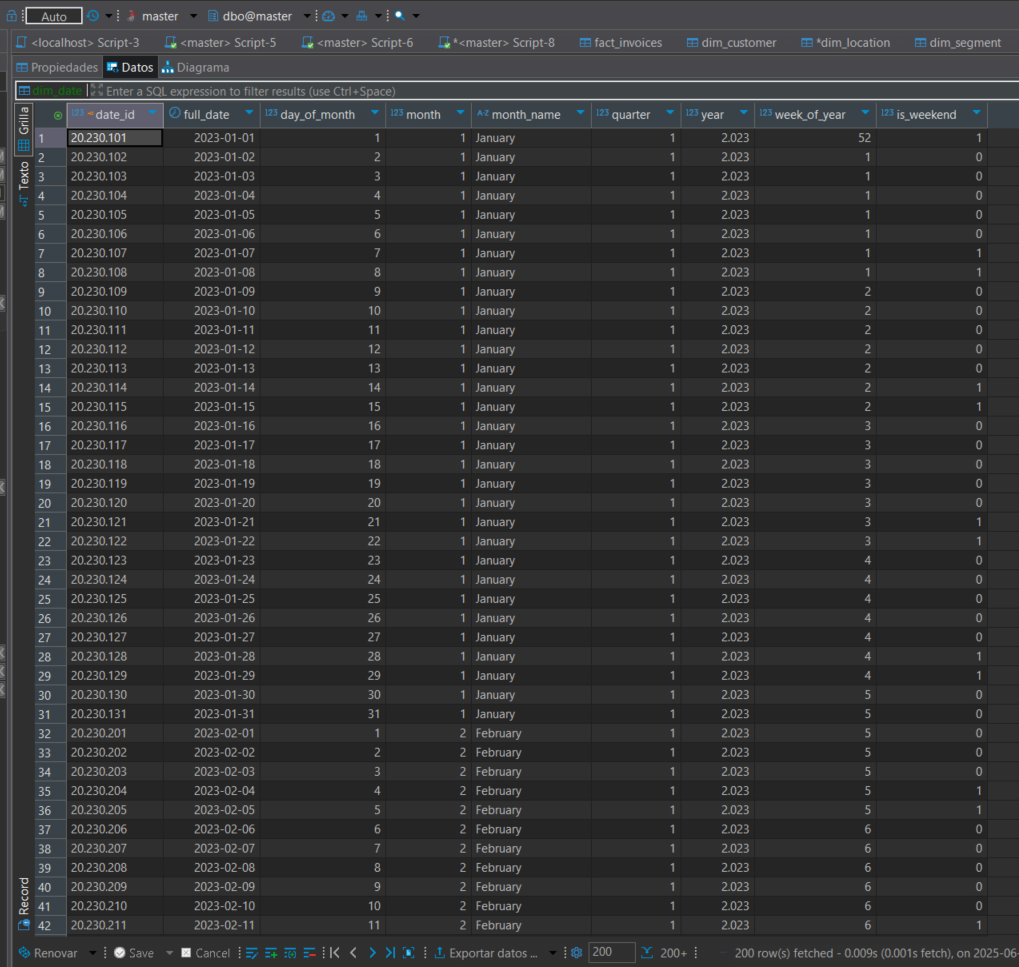 Auto master dbo@master
<localhost> Script-3 <master> Script-5 <master> Script-6 *<master> Script-8 fact_invoices dim_customer *dim_location dim_segment
Propiedades Datos Diagrama
dim_date Enter a SQL expression to filter results (use Ctrl+Space)
Grilla
Texto
Record
123 date_id full_date 123 day_of_month 123 month A-Z month_name 123 quarter 123 year 123 week_of_year 123 is_weekend
1 20.230.101 2023-01-01 1 1 January 1 2.023 52 1
2 20.230.102 2023-01-02 2 1 January 1 2.023 1 0
3 20.230.103 2023-01-03 3 1 January 1 2.023 1 0
4 20.230.104 2023-01-04 4 1 January 1 2.023 1 0
5 20.230.105 2023-01-05 5 1 January 1 2.023 1 0
6 20.230.106 2023-01-06 6 1 January 1 2.023 1 0
7 20.230.107 2023-01-07 7 1 January 1 2.023 1 1
8 20.230.108 2023-01-08 8 1 January 1 2.023 1 1
9 20.230.109 2023-01-09 9 1 January 1 2.023 2 0
10 20.230.110 2023-01-10 10 1 January 1 2.023 2 0
11 20.230.111 2023-01-11 11 1 January 1 2.023 2 0
12 20.230.112 2023-01-12 12 1 January 1 2.023 2 0
13 20.230.113 2023-01-13 13 1 January 1 2.023 2 0
14 20.230.114 2023-01-14 14 1 January 1 2.023 2 1
15 20.230.115 2023-01-15 15 1 January 1 2.023 2 1
16 20.230.116 2023-01-16 16 1 January 1 2.023 3 0
17 20.230.117 2023-01-17 17 1 January 1 2.023 3 0
18 20.230.118 2023-01-18 18 1 January 1 2.023 3 0
19 20.230.119 2023-01-19 19 1 January 1 2.023 3 0
20 20.230.120 2023-01-20 20 1 January 1 2.023 3 0
21 20.230.121 2023-01-21 21 1 January 1 2.023 3 1
22 20.230.122 2023-01-22 22 1 January 1 2.023 3 1
23 20.230.123 2023-01-23 23 1 January 1 2.023 4 0
24 20.230.124 2023-01-24 24 1 January 1 2.023 4 0
25 20.230.125 2023-01-25 25 1 January 1 2.023 4 0
26 20.230.126 2023-01-26 26 1 January 1 2.023 4 0
27 20.230.127 2023-01-27 27 1 January 1 2.023 4 0
28 20.230.128 2023-01-28 28 1 January 1 2.023 4 1
29 20.230.129 2023-01-29 29 1 January 1 2.023 4 1
30 20.230.130 2023-01-30 30 1 January 1 2.023 5 0
31 20.230.131 2023-01-31 31 1 January 1 2.023 5 0
32 20.230.201 2023-02-01 1 2 February 1 2.023 5 0
33 20.230.202 2023-02-02 2 2 February 1 2.023 5 0
34 20.230.203 2023-02-03 3 2 February 1 2.023 5 0
35 20.230.204 2023-02-04 4 2 February 1 2.023 5 1
36 20.230.205 2023-02-05 5 2 February 1 2.023 5 1
37 20.230.206 2023-02-06 6 2 February 1 2.023 6 0
38 20.230.207 2023-02-07 7 2 February 1 2.023 6 0
39 20.230.208 2023-02-08 8 2 February 1 2.023 6 0
40 20.230.209 2023-02-09 9 2 February 1 2.023 6 0
41 20.230.210 2023-02-10 10 2 February 1 2.023 6 0
42 20.230.211 2023-02-11 11 2 February 1 2.023 6 1
Renovar Save Cancel Exportar datos ... 200 200+ 200 row(s) fetched - 0.009s (0.001s fetch), on 2025-06-